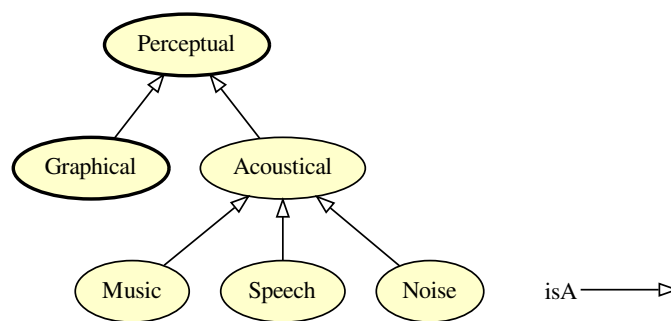 Perceptual
Graphical
Acoustical
Music
Speech
Noise
isA